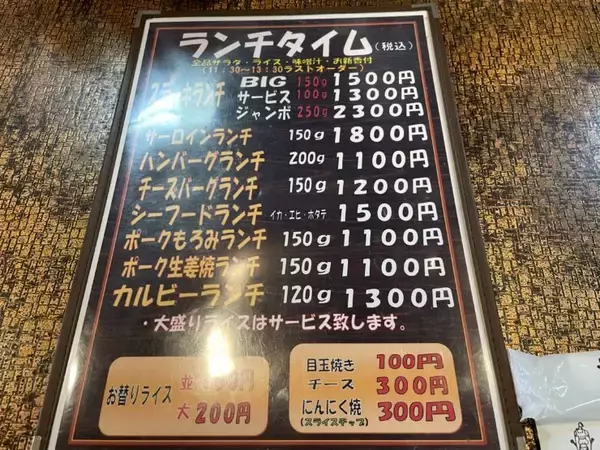 ランチタイム(税込)
全品サラダ・ライス・味噌汁・お新香付
(11:30~13:30ラストオーダー)
BIG 150g 1500円
ランチ サービス 100g 1300円
ジャンボ 250g 2300円
サーロインランチ 150g 1800円
ハンバーグランチ 200g 1100円
チーズバーグランチ 150g 1200円
シーフードランチ イカ・エビ・ホタテ 1500円
ポークもろみランチ 150g 1100円
ポーク生姜焼ランチ 150g 1100円
カルビーランチ 120g 1300円
・大盛りライスはサービス致します。
お替りライス
並 円
大 200円
目玉焼き 100円
チーズ 300円
にんにく焼 300円
(スライスチップ)